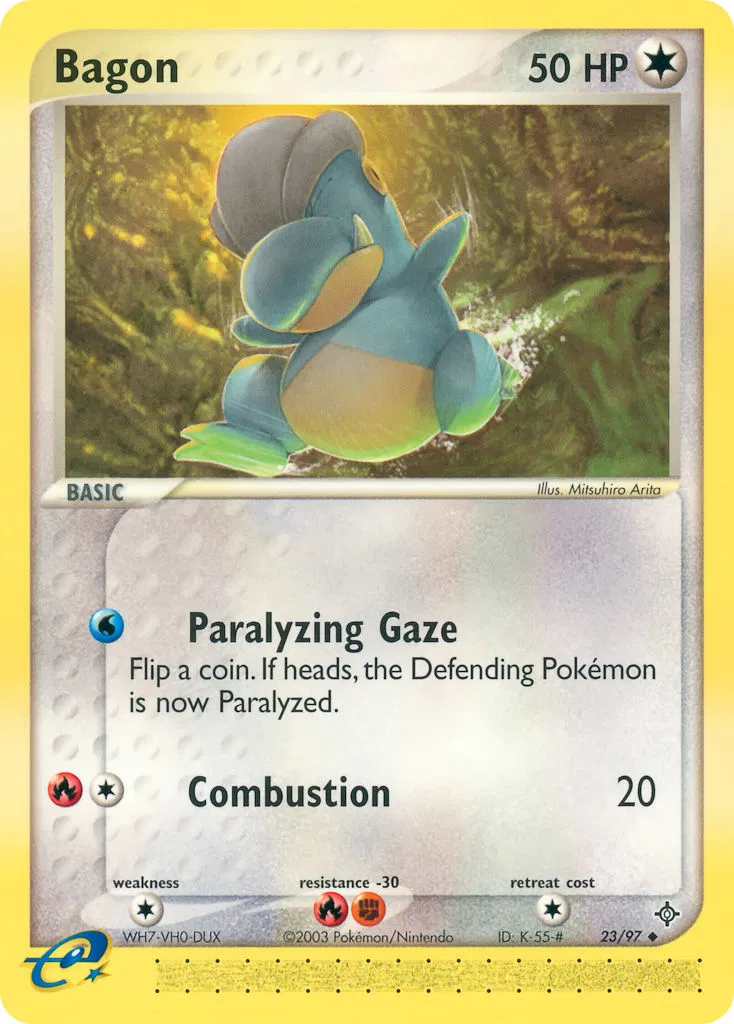 Bagon 50 HP
BASIC Illus. Mitsuhiro Arita
Paralyzing Gaze
Flip a coin. If heads, the Defending Pokémon
is now Paralyzed.
Combustion 20
weakness resistance -30 retreat cost
WH7-VH0-DUX ©2003 Pokémon/Nintendo ID: K-55-# 23/97
e